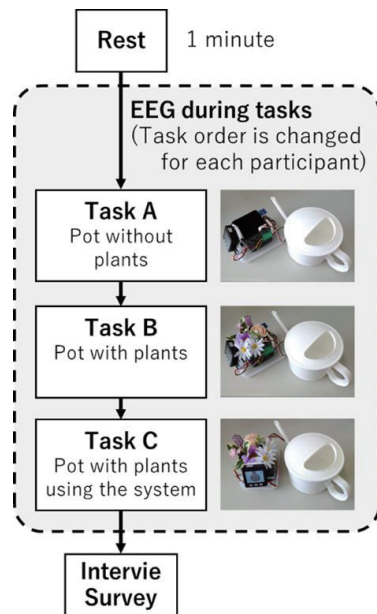 Rest
1 minute
EEG during tasks
(Task order is changed
for each participant)
Task A
Pot without
plants
Task B
Pot with plants
Task C
Pot with plants
using the system
Intervie
Survey